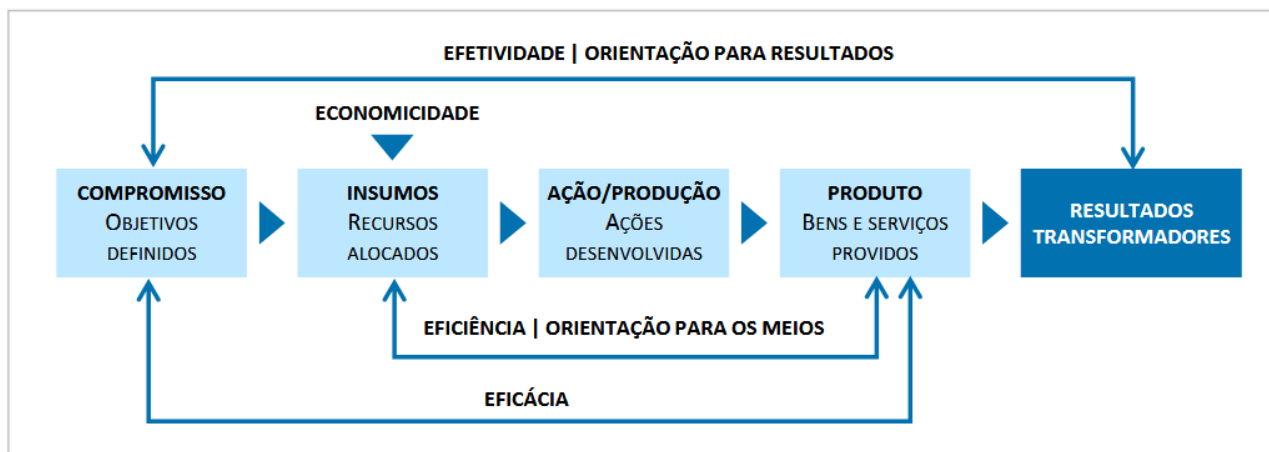 EFETIVIDADE | ORIENTAÇÃO PARA RESULTADOS
ECONOMICIDADE
COMPROMISSO
OBJETIVOS
DEFINIDOS
INSUMOS
RECURSOS
ALOCADOS
AÇÃO/PRODUÇÃO
AÇÕES
DESENVOLVIDAS
PRODUTO
BENS E SERVIÇOS
PROVIDOS
RESULTADOS
TRANSFORMADORES
EFICIÊNCIA | ORIENTAÇÃO PARA OS MEIOS
EFICÁCIA